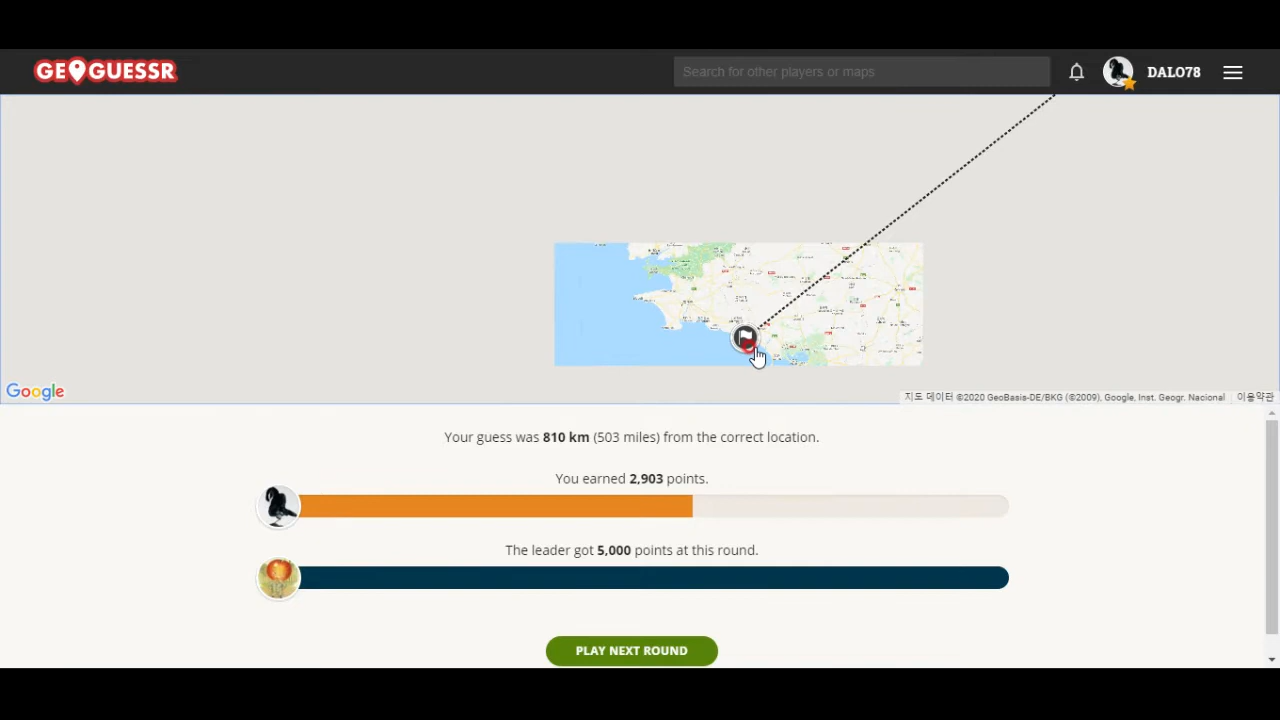 GEOGUESSR
Search for other players or maps
DALO78
Google
지도 데이터 ©2020 GeoBasis-DE/BKG (©2009), Google, Inst. Geogr. Nacional
이용약관
Your guess was 810 km (503 miles) from the correct location.
You earned 2,903 points.
The leader got 5,000 points at this round.
PLAY NEXT ROUND